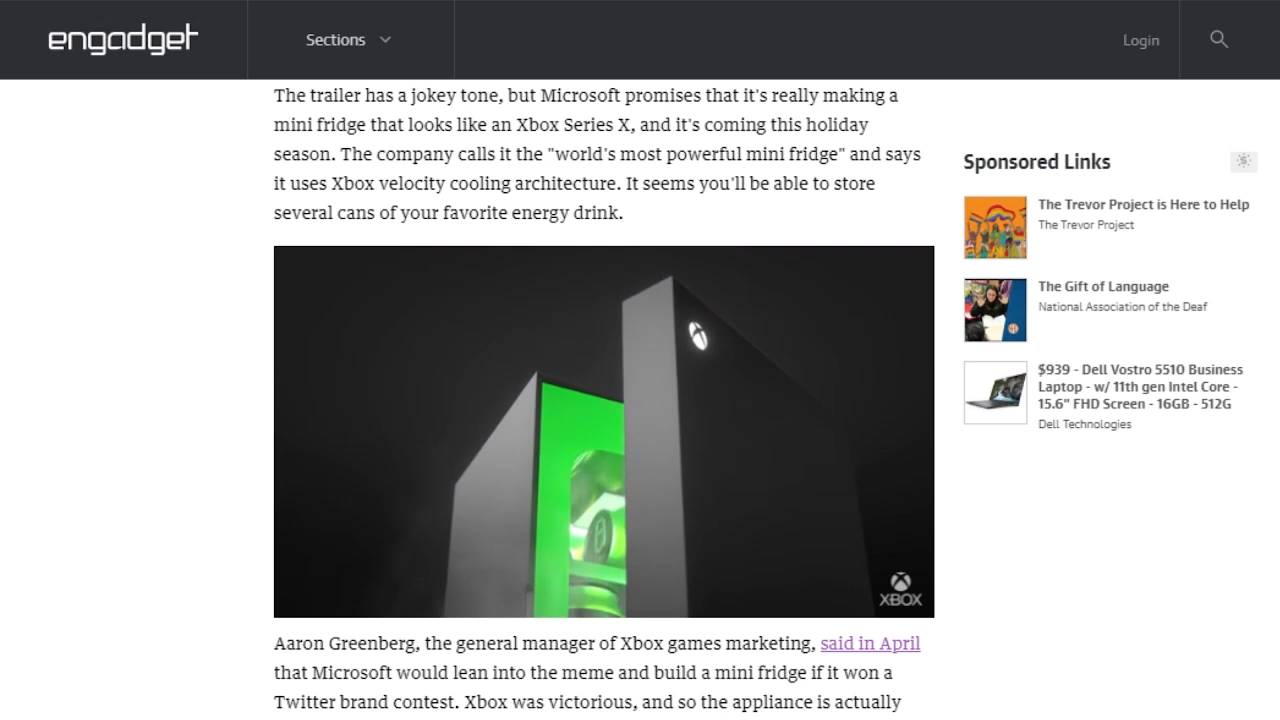 engadget
Sections
Login
The trailer has a jokey tone, but Microsoft promises that it's really making a
mini fridge that looks like an Xbox Series X, and it's coming this holiday
season. The company calls it the "world's most powerful mini fridge" and says
it uses Xbox velocity cooling architecture. It seems you'll be able to store
several cans of your favorite energy drink.
XBOX
Aaron Greenberg, the general manager of Xbox games marketing, said in April
that Microsoft would lean into the meme and build a mini fridge if it won a
Twitter brand contest. Xbox was victorious, and so the appliance is actually
Sponsored Links
The Trevor Project is Here to Help
The Trevor Project
The Gift of Language
National Association of the Deaf
$939 - Dell Vostro 5510 Business
Laptop - w/ 11th gen Intel Core -
15.6" FHD Screen - 16GB - 512G
Dell Technologies